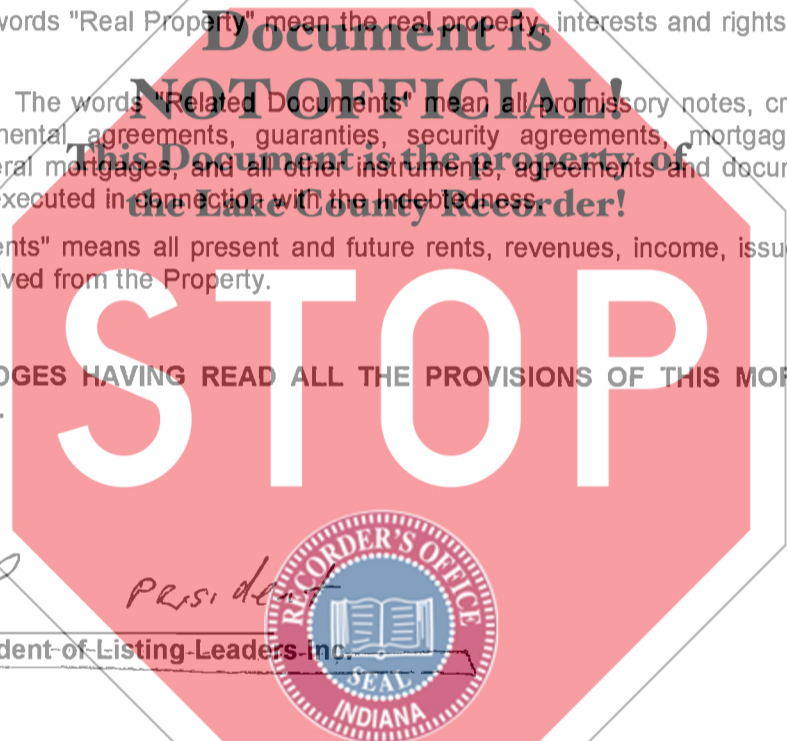 words "Real Property" mean the real property, interests and rights
Document is
NOT OFFICIAL!
The words "Related Documents" mean all promissory notes, cr
mental agreements, guaranties, security agreements, mortgag
This Document is the property of
eral mortgages, and all other instruments, agreements and docum
executed in connection with the Indebtedness.
the Lake County Recorder!
ents" means all present and future rents, revenues, income, issue
ived from the Property.
STOP
DGES HAVING READ ALL THE PROVISIONS OF THIS MOR
President
dent of Listing Leaders Inc.
RECORDER'S OFFICE
SEAL
INDIANA